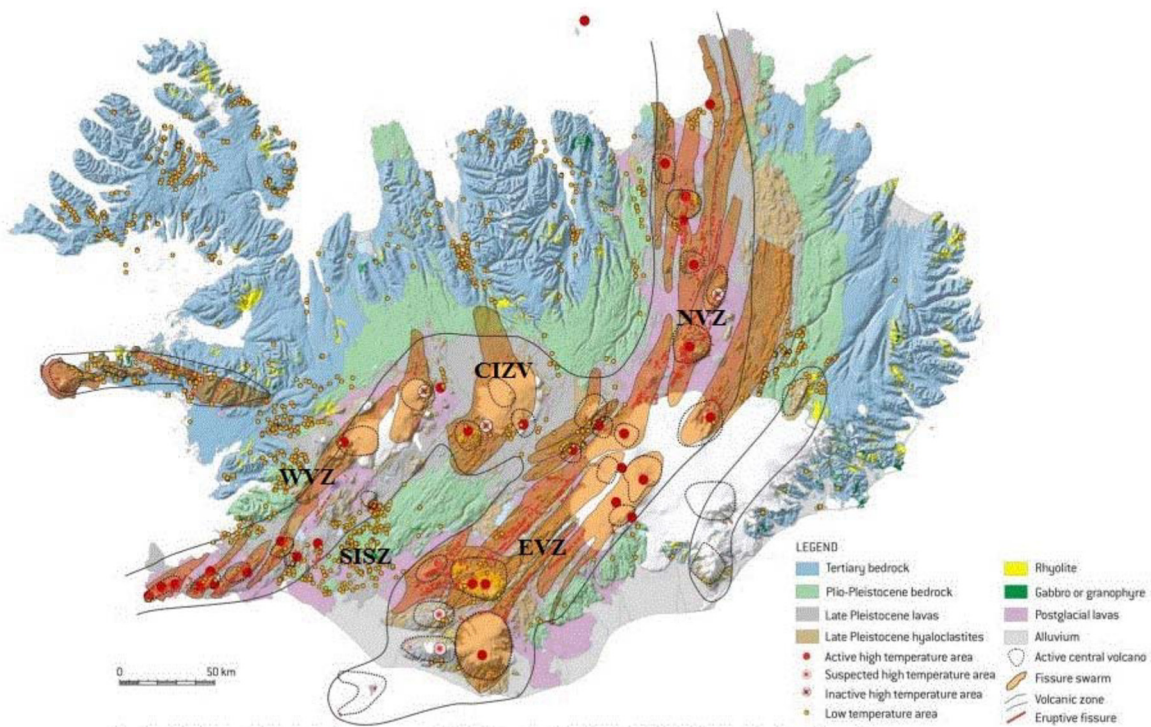 NVZ
CIZV
WVZ
SISZ
EVZ
0 50 km
LEGEND
Tertiary bedrock
Plio-Pleistocene bedrock
Late Pleistocene lavas
Late Pleistocene hyaloclastites
Active high temperature area
Suspected high temperature area
Inactive high temperature area
Low temperature area
Rhyolite
Gabbro or granophyre
Postglacial lavas
Alluvium
Active central volcano
Fissure swarm
Volcanic zone
Eruptive fissure